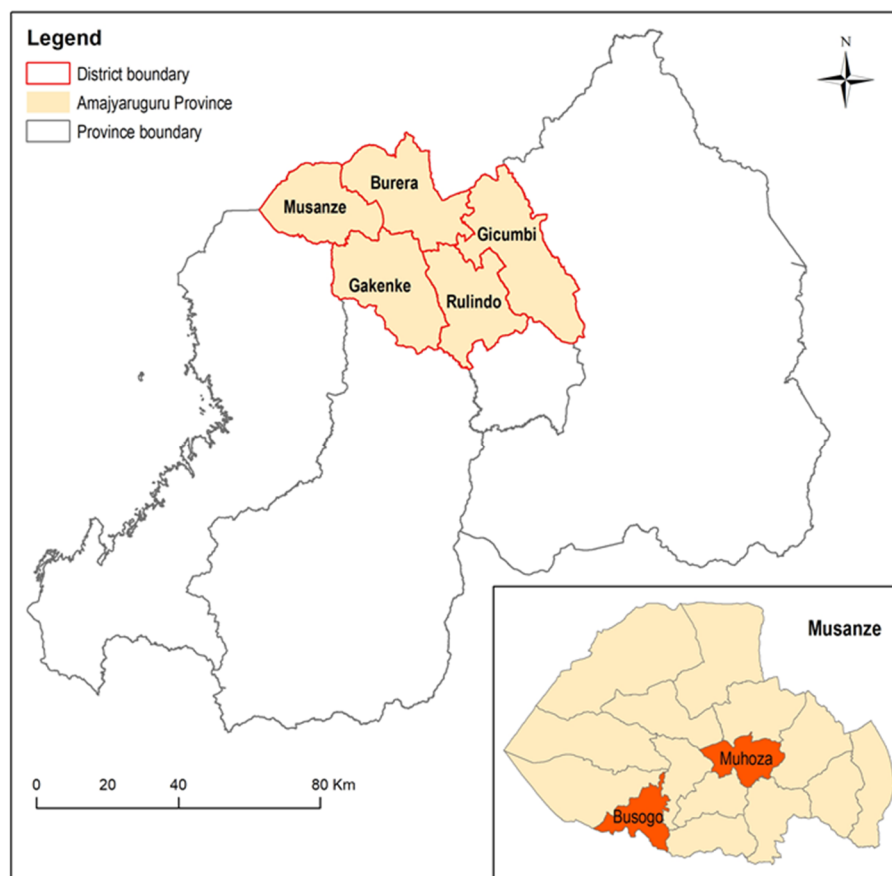 Legend
District boundary
Amajyaruguru Province
Province boundary
N
Burera
Musanze
Gicumbi
Gakenke
Rulindo
0 20 40 80 Km
Musanze
Muhoza
Busogo